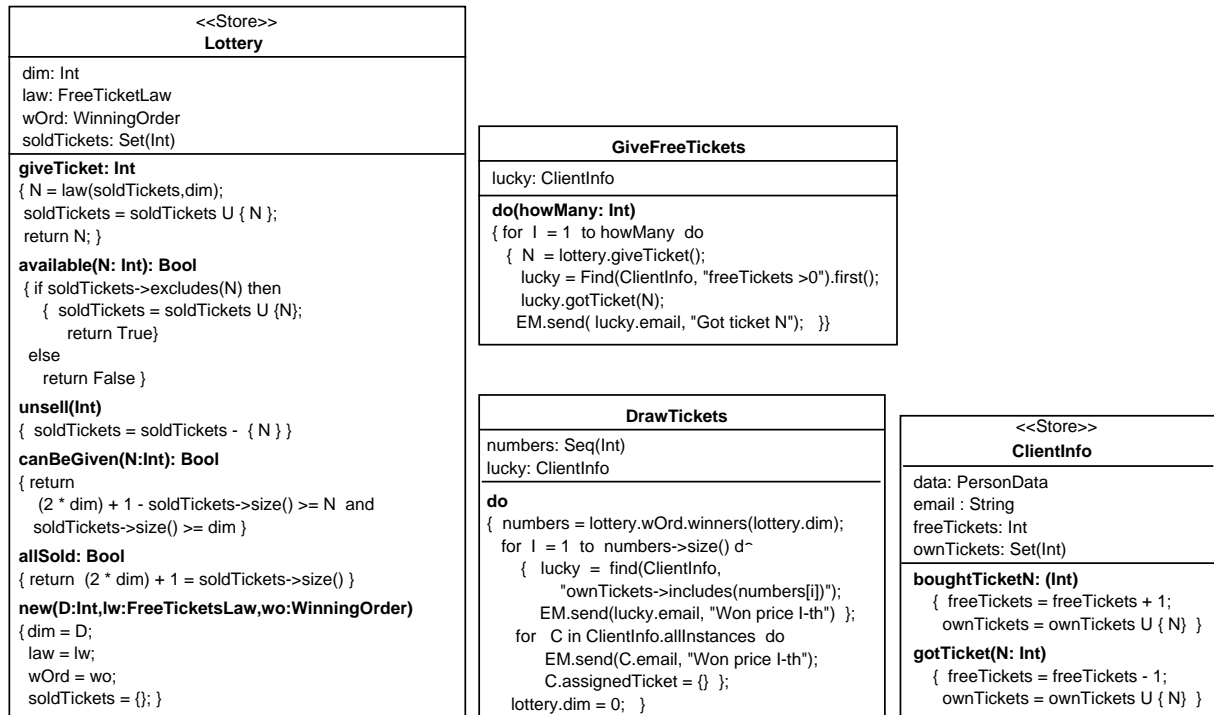 <<Store>>
Lottery
dim: Int
law: FreeTicketLaw
wOrd: WinningOrder
soldTickets: Set(Int)
giveTicket: Int
{ N = law(soldTickets,dim);
soldTickets = soldTickets U { N };
return N; }
available(N: Int): Bool
{ if soldTickets->excludes(N) then
{ soldTickets = soldTickets U {N};
return True}
else
return False }
unsell(Int)
{ soldTickets = soldTickets - { N } }
canBeGiven(N:Int): Bool
{ return
(2 * dim) + 1 - soldTickets->size() >= N and
soldTickets->size() >= dim }
allSold: Bool
{ return (2 * dim) + 1 = soldTickets->size() }
new(D:Int,lw:FreeTicketsLaw,wo:WinningOrder)
{ dim = D;
law = lw;
wOrd = wo;
soldTickets = {}; }
GiveFreeTickets
lucky: ClientInfo
do(howMany: Int)
{ for I = 1 to howMany do
{ N = lottery.giveTicket();
lucky = Find(ClientInfo, "freeTickets >0").first();
lucky.gotTicket(N);
EM.send( lucky.email, "Got ticket N"); }}
DrawTickets
numbers: Seq(Int)
lucky: ClientInfo
do
{ numbers = lottery.wOrd.winners(lottery.dim);
for I = 1 to numbers->size() d
{ lucky = find(ClientInfo,
"ownTickets->includes(numbers[i])");
EM.send(lucky.email, "Won price I-th") };
for C in ClientInfo.allInstances do
EM.send(C.email, "Won price I-th");
C.assignedTicket = {} };
lottery.dim = 0; }
<<Store>>
ClientInfo
data: PersonData
email : String
freeTickets: Int
ownTickets: Set(Int)
boughtTicketN: (Int)
{ freeTickets = freeTickets + 1;
ownTickets = ownTickets U { N} }
gotTicket(N: Int)
{ freeTickets = freeTickets - 1;
ownTickets = ownTickets U { N} }